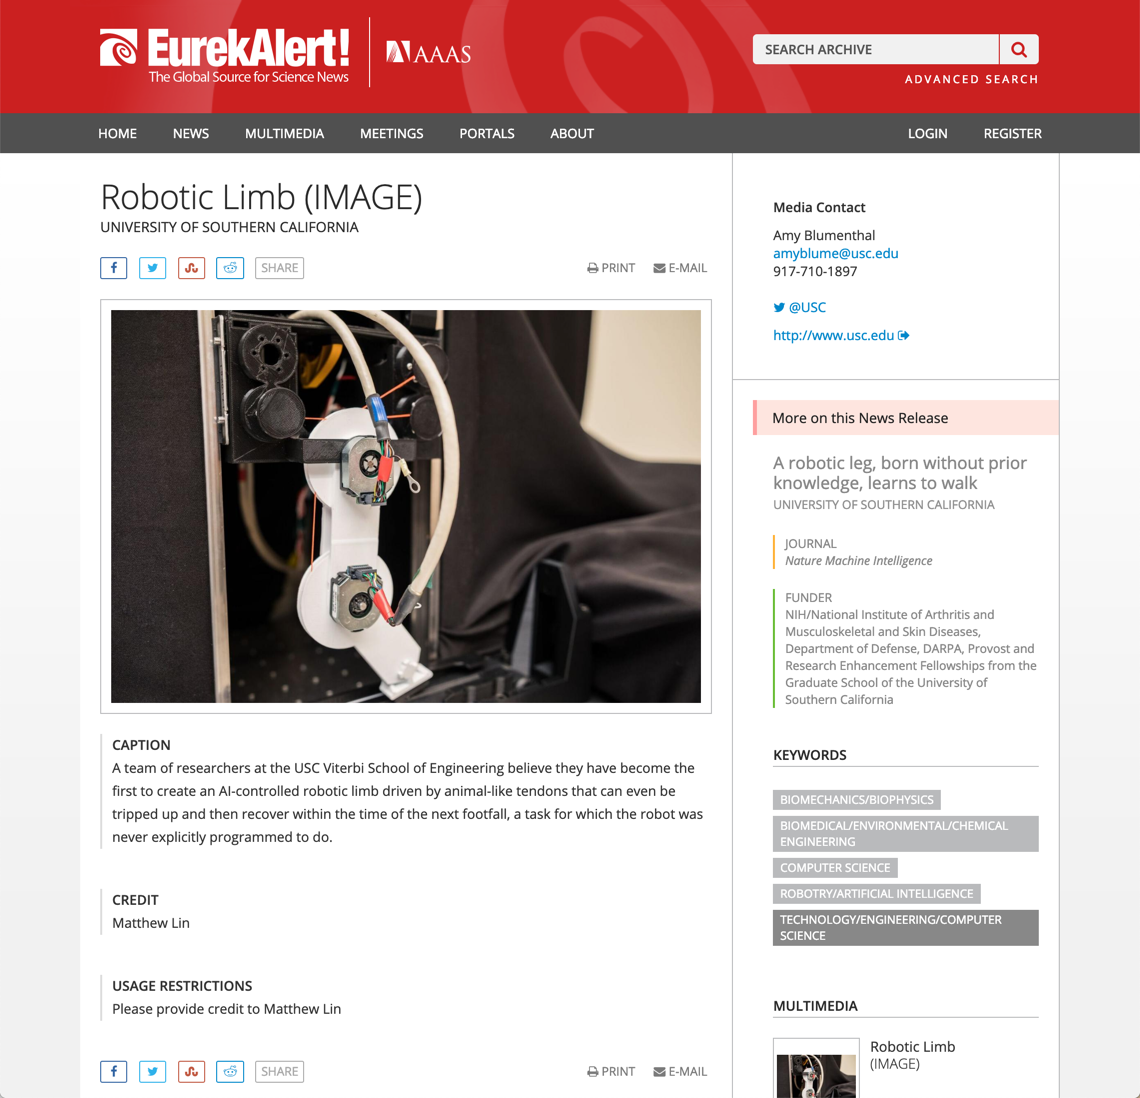 EurekAlert!
The Global Source for Science News
AAAS
SEARCH ARCHIVE
ADVANCED SEARCH
HOME NEWS MULTIMEDIA MEETINGS PORTALS ABOUT LOGIN REGISTER
Robotic Limb (IMAGE)
UNIVERSITY OF SOUTHERN CALIFORNIA
SHARE PRINT E-MAIL
CAPTION
A team of researchers at the USC Viterbi School of Engineering believe they have become the
first to create an AI-controlled robotic limb driven by animal-like tendons that can even be
tripped up and then recover within the time of the next footfall, a task for which the robot was
never explicitly programmed to do.
CREDIT
Matthew Lin
USAGE RESTRICTIONS
Please provide credit to Matthew Lin
SHARE PRINT E-MAIL
Media Contact
Amy Blumenthal
amyblume@usc.edu
917-710-1897
@USC
http://www.usc.edu
More on this News Release
A robotic leg, born without prior
knowledge, learns to walk
UNIVERSITY OF SOUTHERN CALIFORNIA
JOURNAL
Nature Machine Intelligence
FUNDER
NIH/National Institute of Arthritis and
Musculoskeletal and Skin Diseases,
Department of Defense, DARPA, Provost and
Research Enhancement Fellowships from the
Graduate School of the University of
Southern California
KEYWORDS
BIOMECHANICS/BIOPHYSICS
BIOMEDICAL/ENVIRONMENTAL/CHEMICAL
ENGINEERING
COMPUTER SCIENCE
ROBOTRY/ARTIFICIAL INTELLIGENCE
TECHNOLOGY/ENGINEERING/COMPUTER
SCIENCE
MULTIMEDIA
Robotic Limb
(IMAGE)